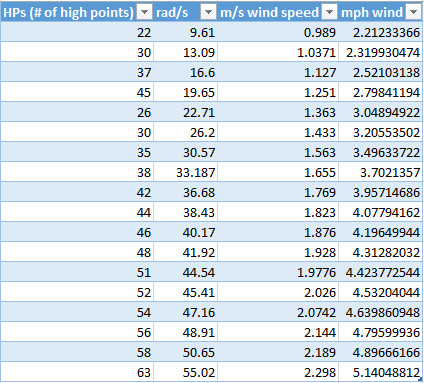 HPs (# of high points) rad/s m/s wind speed mph wind
22 9.61 0.989 2.21233366
30 13.09 1.0371 2.319930474
37 16.6 1.127 2.52103138
45 19.65 1.251 2.79841194
26 22.71 1.363 3.04894922
30 26.2 1.433 3.20553502
35 30.57 1.563 3.49633722
38 33.187 1.655 3.7021357
42 36.68 1.769 3.95714686
44 38.43 1.823 4.07794162
46 40.17 1.876 4.19649944
48 41.92 1.928 4.31282032
51 44.54 1.9776 4.423772544
52 45.41 2.026 4.53204044
54 47.16 2.0742 4.639860948
56 48.91 2.144 4.79599936
58 50.65 2.189 4.89666166
63 55.02 2.298 5.14048812